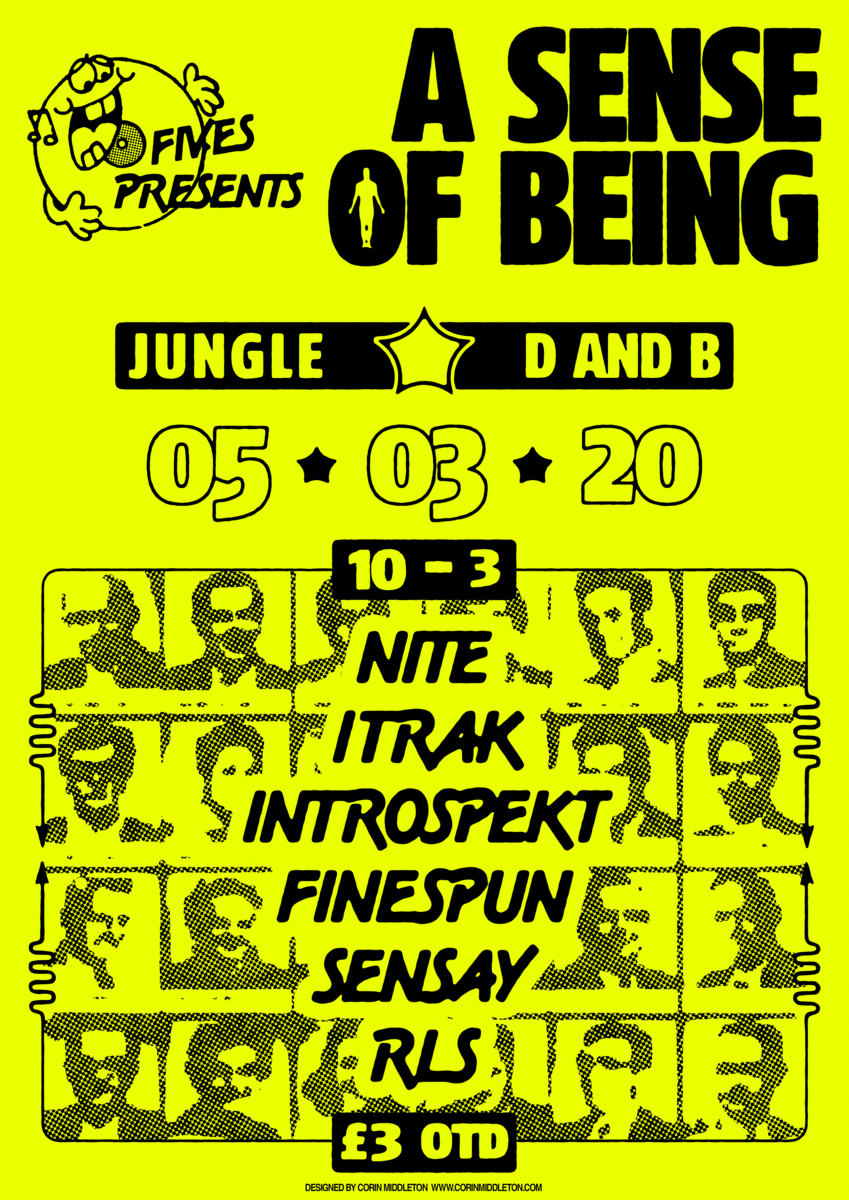 FIVES
PRESENTS
A SENSE
OF BEING
JUNGLE D AND B
05 ★ 03 ★ 20
10 - 3
NITE
ITRAK
INTROSPEKT
FINESPUN
SENSAY
RLS
£3 OTD
DESIGNED BY CORIN MIDDLETON WWW.CORINMIDDLETON.COM